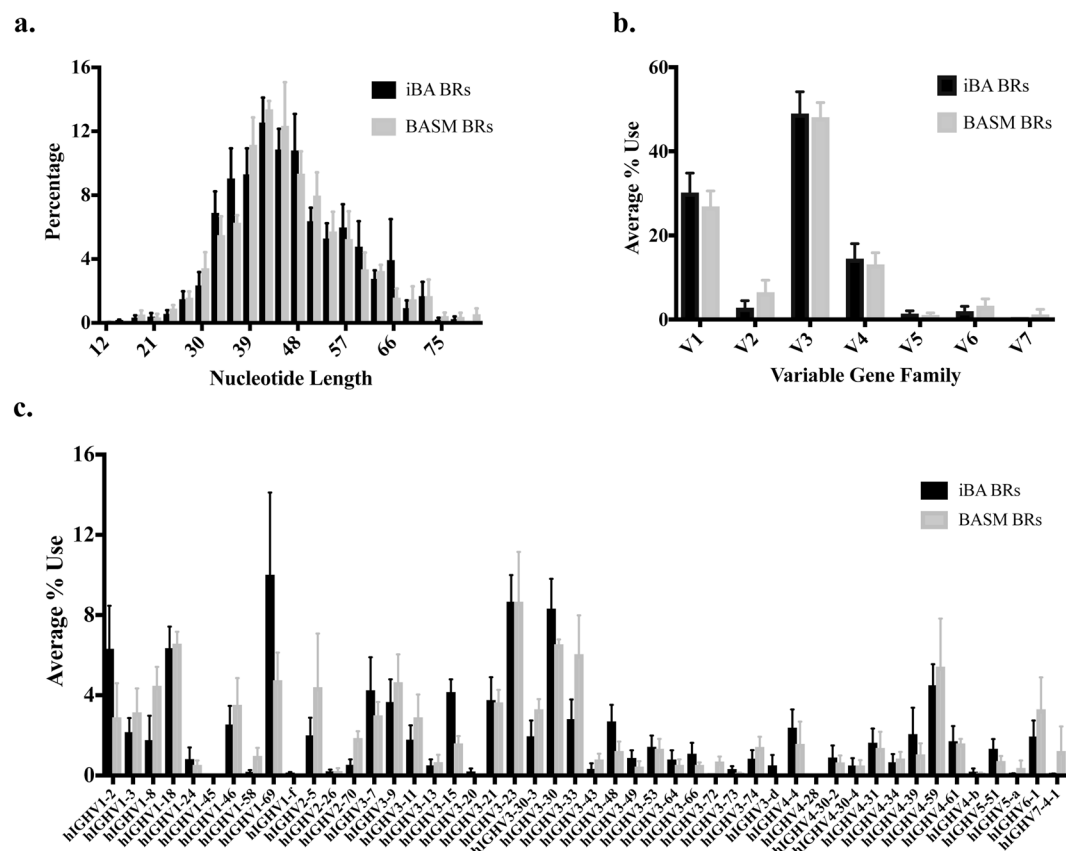 a.
16
12
8
4
0
Percentage
iBA BRs
BASM BRs
12
21
30
39
48
57
66
75
Nucleotide Length
b.
60
40
20
0
Average % Use
iBA BRs
BASM BRs
V1
V2
V3
V4
V5
V6
V7
Variable Gene Family
c.
16
12
8
4
0
Average % Use
iBA BRs
BASM BRs
hIGHV1-2
hIGHV1-3
hIGHV1-8
hIGHV1-18
hIGHV1-24
hIGHV1-45
hIGHV1-46
hIGHV1-58
hIGHV1-69
hIGHV1-f
hIGHV2-5
hIGHV2-26
hIGHV2-70
hIGHV3-7
hIGHV3-9
hIGHV3-11
hIGHV3-13
hIGHV3-15
hIGHV3-20
hIGHV3-21
hIGHV3-23
hIGHV3-30-3
hIGHV3-30
hIGHV3-33
hIGHV3-43
hIGHV3-48
hIGHV3-49
hIGHV3-53
hIGHV3-64
hIGHV3-66
hIGHV3-72
hIGHV3-73
hIGHV3-74
hIGHV3-d
hIGHV4-4
hIGHV4-28
hIGHV4-30-2
hIGHV4-30-4
hIGHV4-31
hIGHV4-34
hIGHV4-39
hIGHV4-59
hIGHV4-61
hIGHV4-b
hIGHV5-51
hIGHV5-a
hIGHV6-1
hIGHV7-4-1